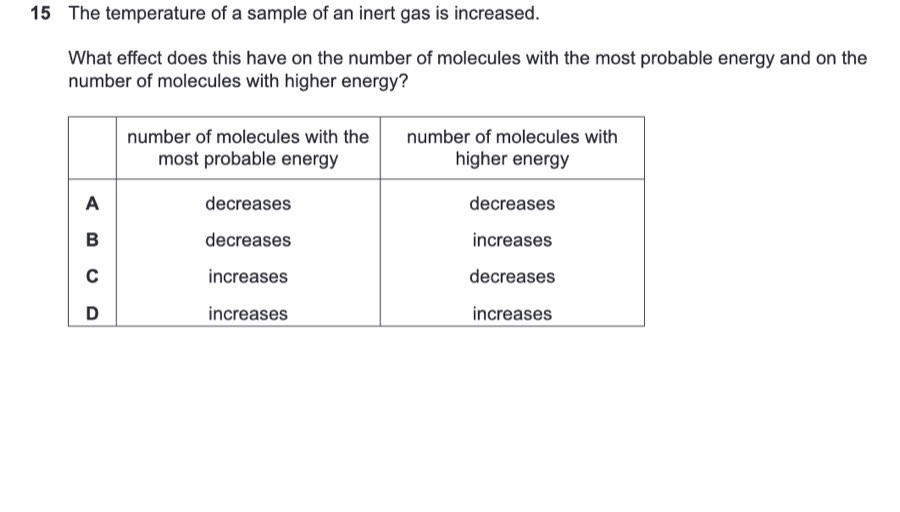 15 The temperature of a sample of an inert gas is increased.
What effect does this have on the number of molecules with the most probable energy and on the
number of molecules with higher energy?
number of molecules with the most probable energy number of molecules with higher energy
A decreases decreases
B decreases increases
C increases decreases
D increases increases